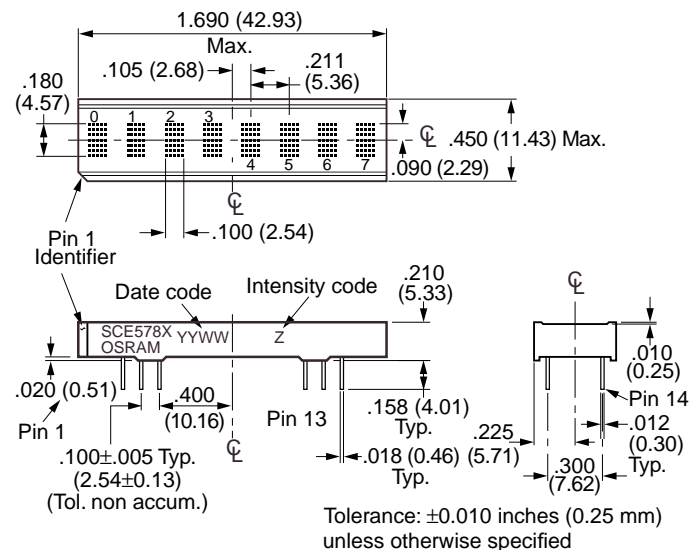 1.690 (42.93)
Max.
.105 (2.68)
.211
(5.36)
.180
(4.57)
0 1 2 3
4 5 6 7
℄
.450 (11.43) Max.
.090 (2.29)
℄
.100 (2.54)
Pin 1
Identifier
Date code
Intensity code
.210
(5.33)
℄
SCE578X YYWW Z
OSRAM
.010
(0.25)
.020 (0.51)
.400
(10.16)
Pin 1
Pin 13
.158 (4.01)
Typ.
Pin 14
.012
(0.30)
Typ.
.225
(5.71)
.300
(7.62)
.018 (0.46)
Typ.
℄
.100±.005 Typ.
(2.54±0.13)
(Tol. non accum.)
Tolerance: ±0.010 inches (0.25 mm)
unless otherwise specified